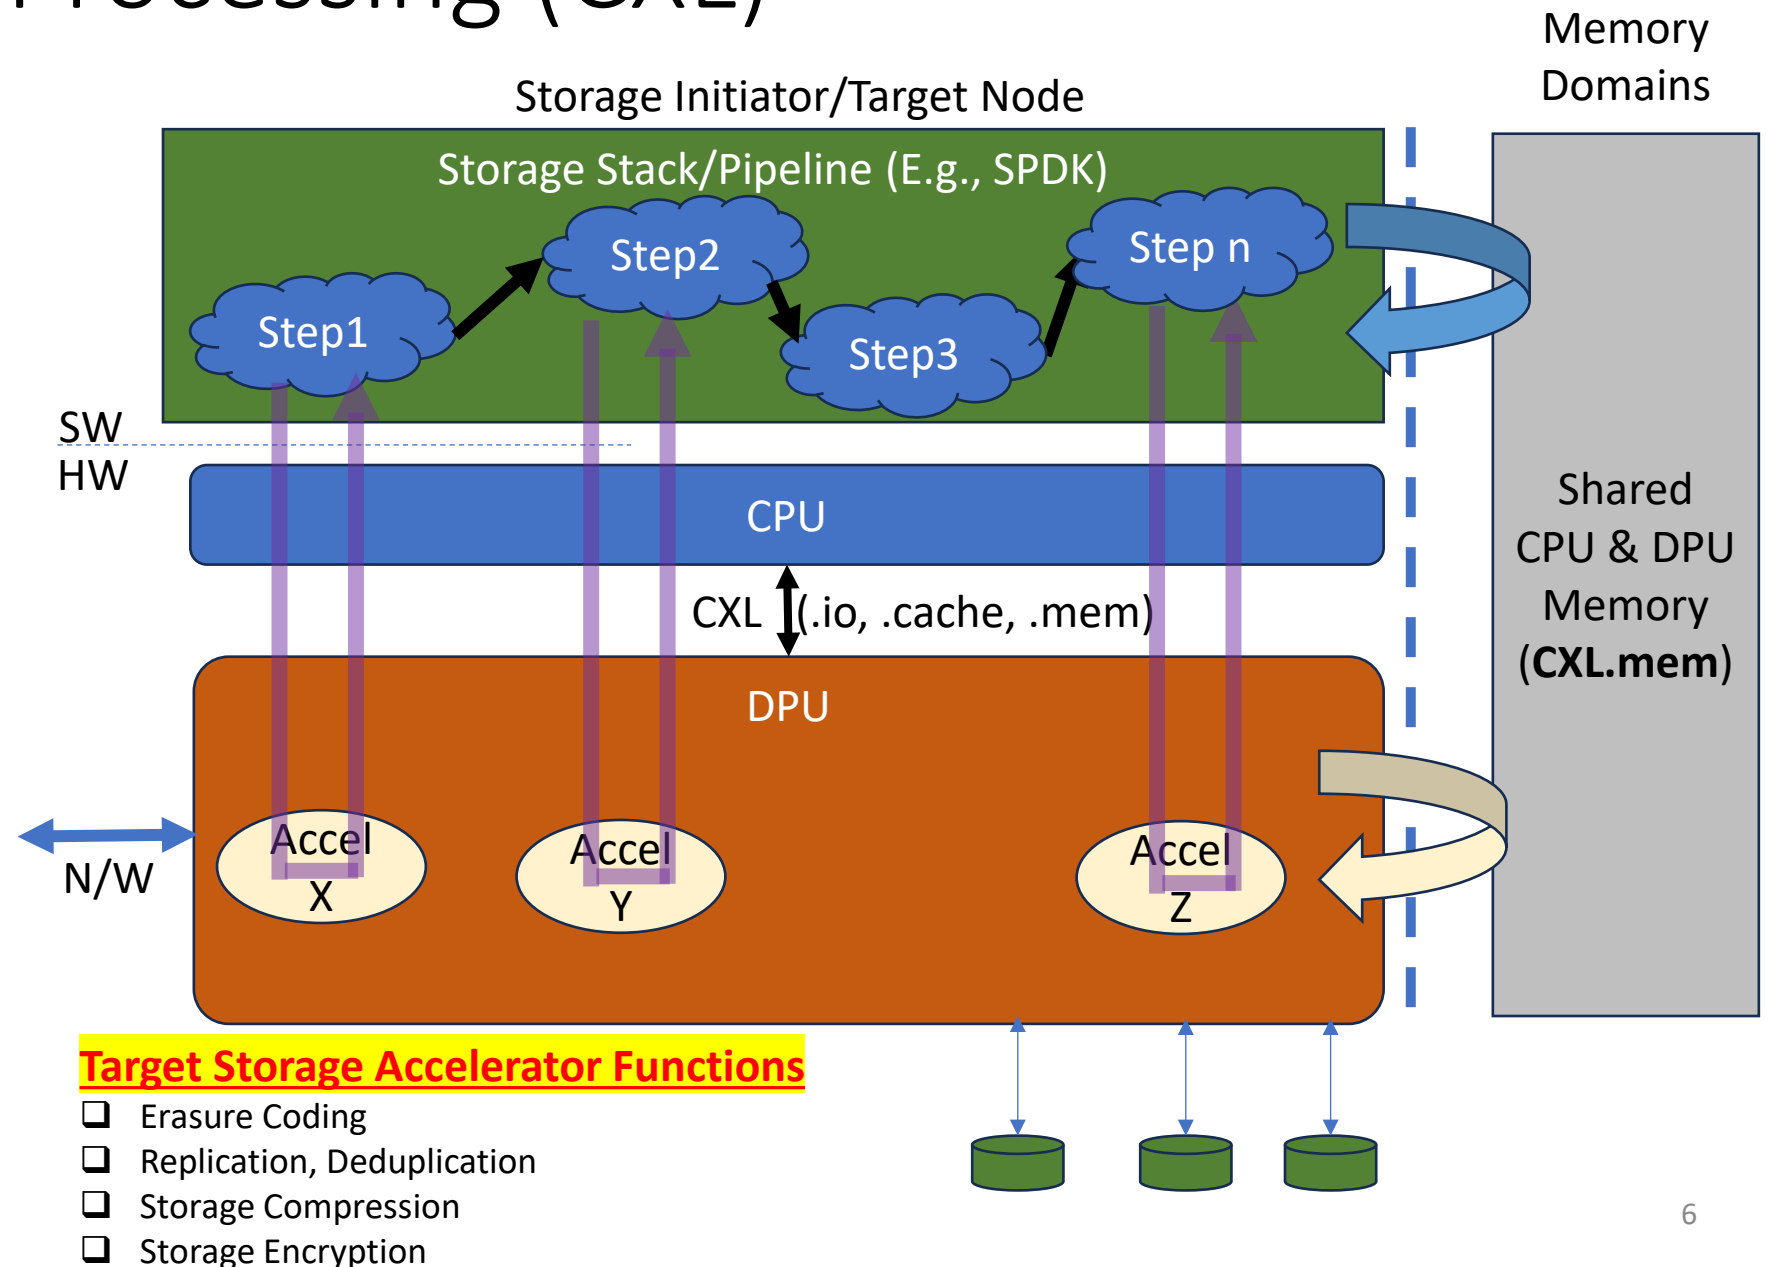 Processing (CXL)
Memory
Domains
Storage Initiator/Target Node
Storage Stack/Pipeline (E.g., SPDK)
Step1
Step2
Step3
Step n
SW
HW
CPU
CXL (.io, .cache, .mem)
DPU
Shared
CPU & DPU
Memory
(CXL.mem)
N/W
Accel
X
Accel
Y
Accel
Z
Target Storage Accelerator Functions
❑ Erasure Coding
❑ Replication, Deduplication
❑ Storage Compression
❑ Storage Encryption
6